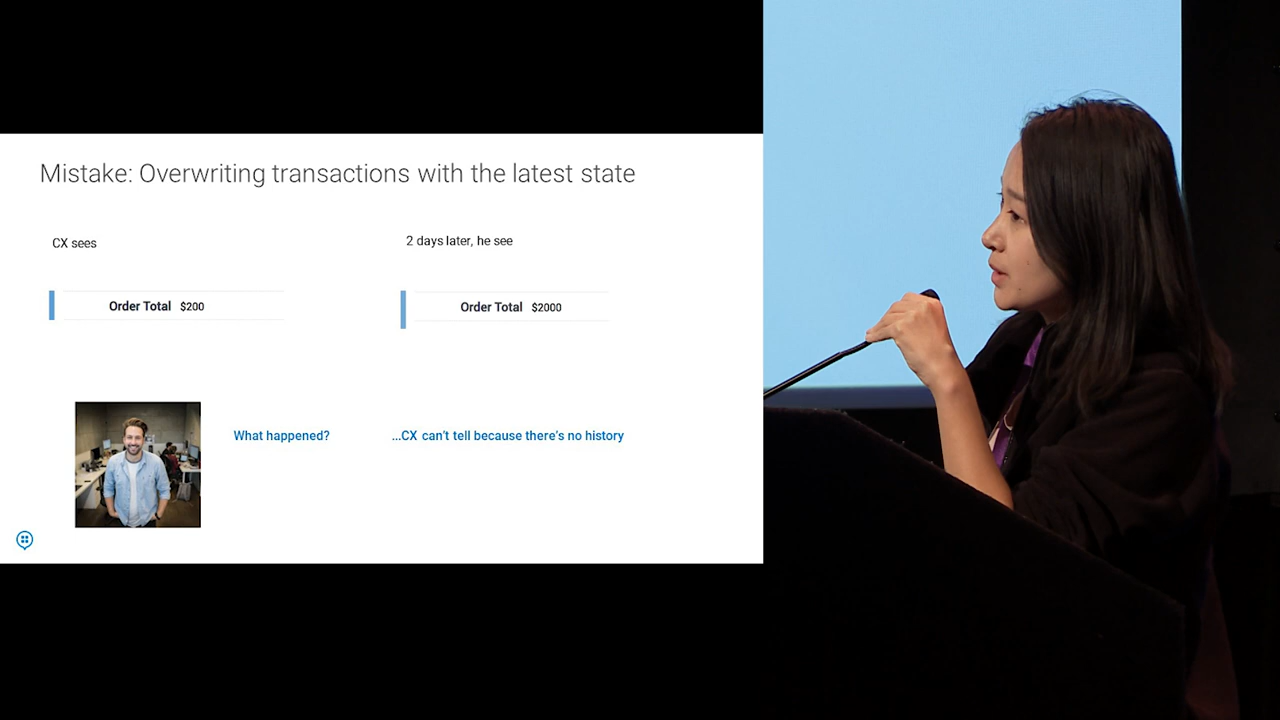 Mistake: Overwriting transactions with the latest state
CX sees
2 days later, he see
Order Total $200
Order Total $2000
What happened?
...CX can't tell because there's no history